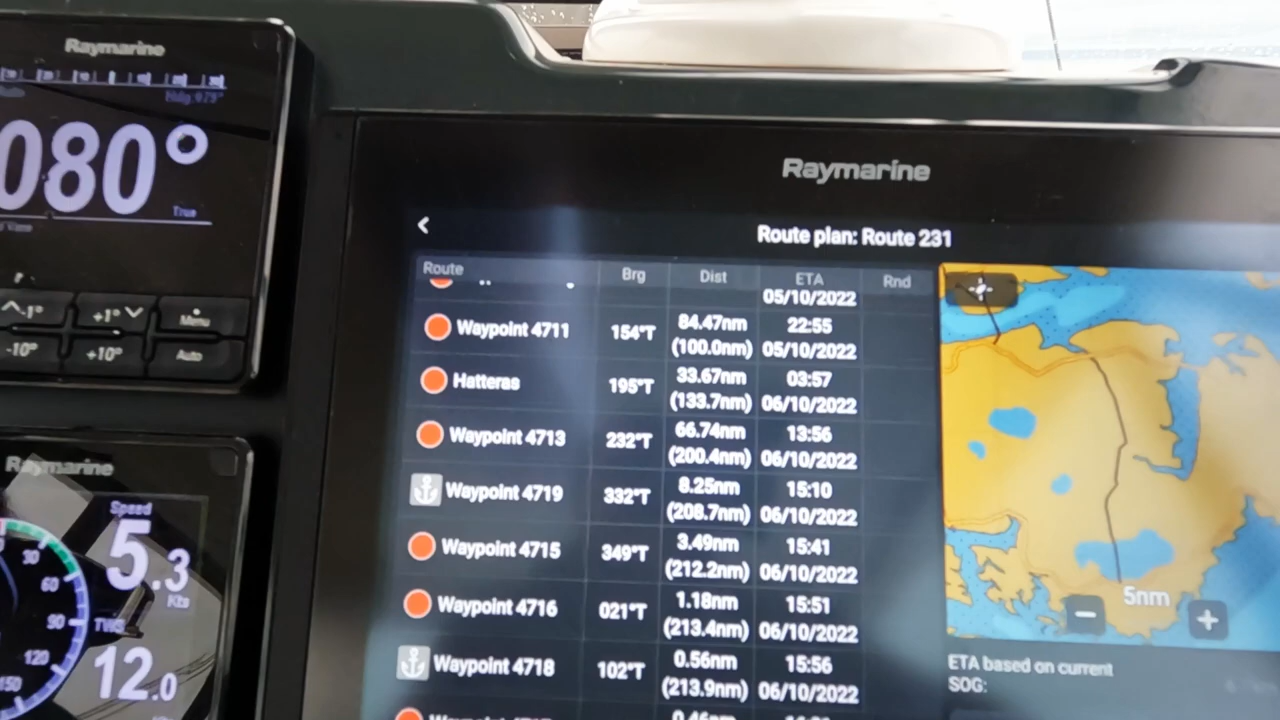 Raymarine
Hdg:079°
080°
True
-1°
+1°
Menu
-10°
+10°
Auto
Raymarine
Speed
5.3
Kts
30
60
90
120
150
TWS
12.0
Raymarine
Route plan: Route 231
Route Brg Dist ETA Rnd
05/10/2022
Waypoint 4711 154°T 84.47nm 22:55
(100.0nm) 05/10/2022
Hatteras 195°T 33.67nm 03:57
(133.7nm) 06/10/2022
Waypoint 4713 232°T 66.74nm 13:56
(200.4nm) 06/10/2022
Waypoint 4719 332°T 8.25nm 15:10
(208.7nm) 06/10/2022
Waypoint 4715 349°T 3.49nm 15:41
(212.2nm) 06/10/2022
Waypoint 4716 021°T 1.18nm 15:51
(213.4nm) 06/10/2022
Waypoint 4718 102°T 0.56nm 15:56
(213.9nm) 06/10/2022
5nm
ETA based on current
SOG: